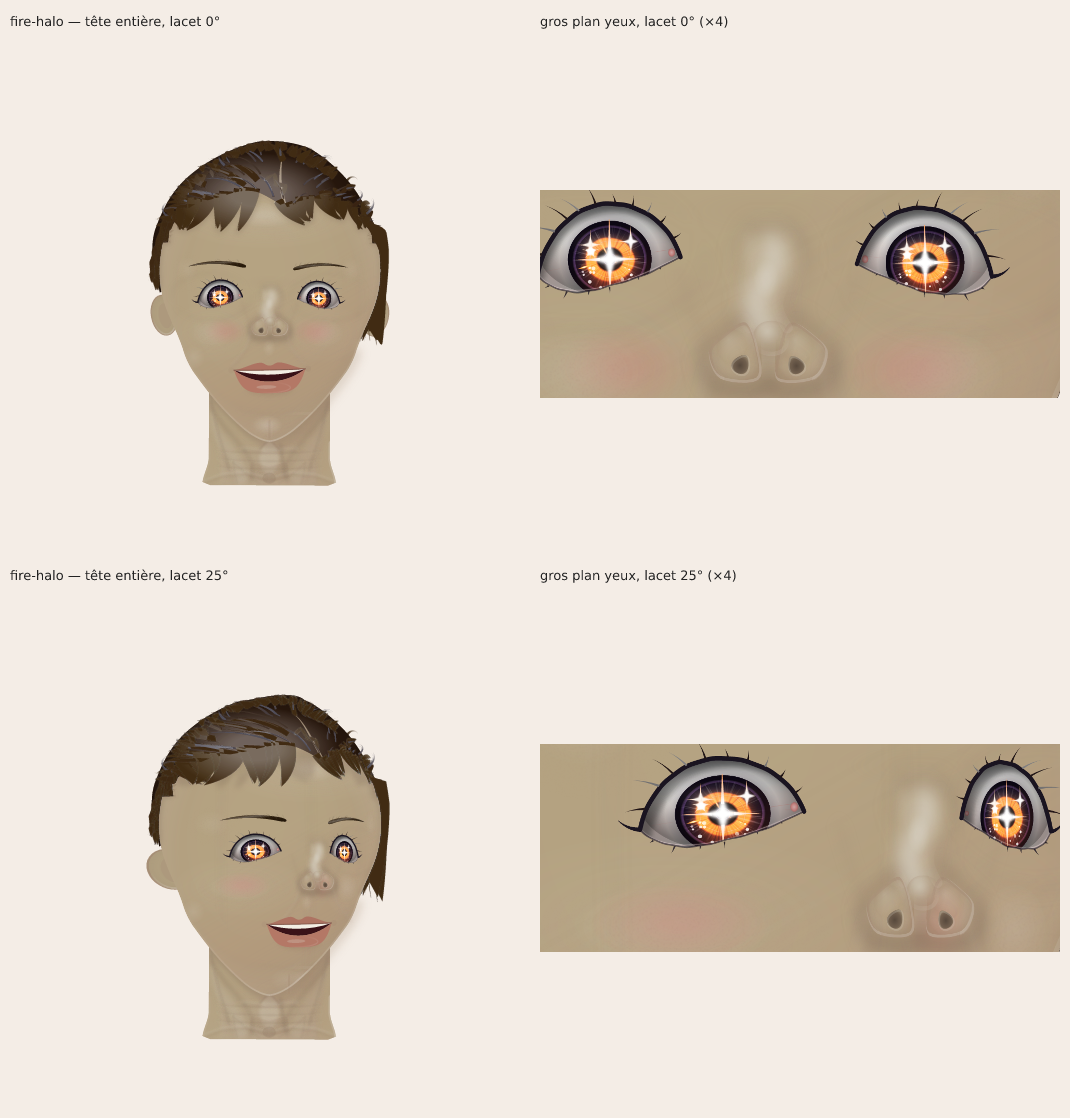 fire-halo — tête entière, lacet 0°
gros plan yeux, lacet 0° (×4)
fire-halo — tête entière, lacet 25°
gros plan yeux, lacet 25° (×4)